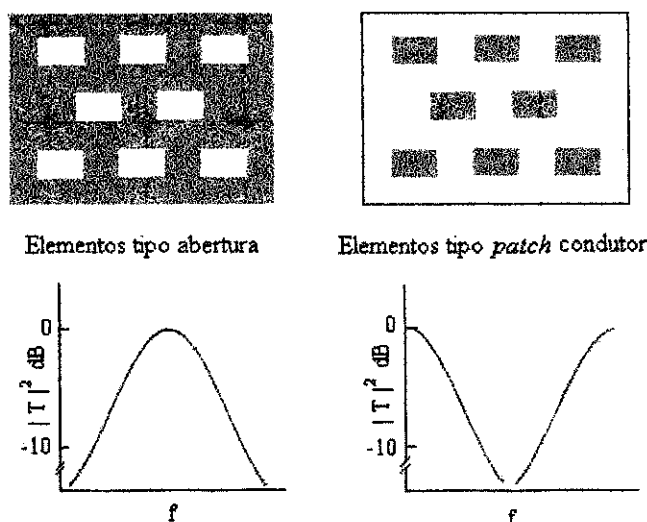 Elementos tipo abertura
Elementos tipo patch condutor
0
-10
|T|² dB
f
0
-10
|T|² dB
f